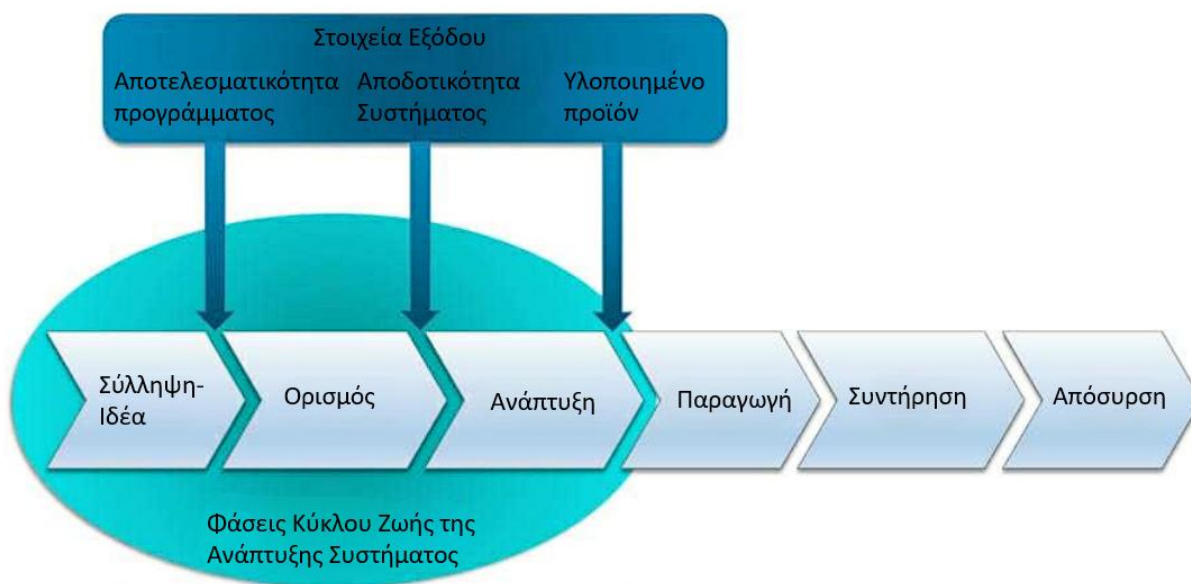 Στοιχεία Εξόδου
Αποτελεσματικότητα
προγράμματος
Αποδοτικότητα
Συστήματος
Υλοποιημένο
προϊόν
Σύλληψη-
Ιδέα
Ορισμός
Ανάπτυξη
Παραγωγή
Συντήρηση
Απόσυρση
Φάσεις Κύκλου Ζωής της
Ανάπτυξης Συστήματος